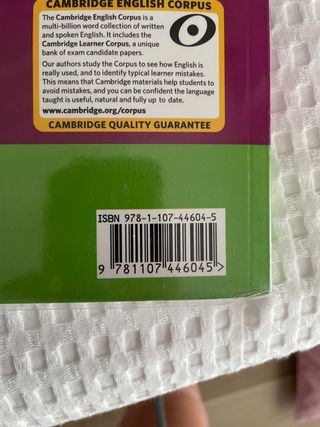 CAMBRIDGE ENGLISH CORPUS
The Cambridge English Corpus is a
multi-billion word collection of written
and spoken English. It includes the
Cambridge Learner Corpus, a unique
bank of exam candidate papers.
Our authors study the Corpus to see how English is
really used, and to identify typical learner mistakes.
This means that Cambridge materials help students to
avoid mistakes, and you can be confident the language
taught is useful, natural and fully up to date.
www.cambridge.org/corpus
CAMBRIDGE QUALITY GUARANTEE
ISBN 978-1-107-44604-5
9 781107 446045 >